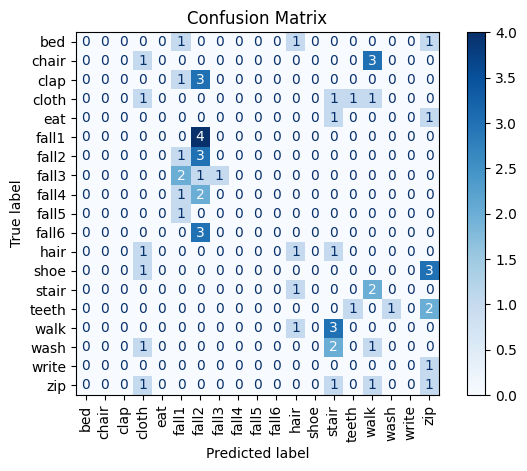 Confusion Matrix
True label
bed 0 0 0 0 0 1 0 0 0 0 0 1 0 0 0 0 0 0 1
chair 0 0 0 1 0 0 0 0 0 0 0 0 0 0 0 3 0 0 0
clap 0 0 0 0 0 1 3 0 0 0 0 0 0 0 0 0 0 0 0
cloth 0 0 0 1 0 0 0 0 0 0 0 0 0 1 1 1 0 0 0
eat 0 0 0 0 0 0 0 0 0 0 0 0 0 1 0 0 0 0 1
fall1 0 0 0 0 0 0 4 0 0 0 0 0 0 0 0 0 0 0 0
fall2 0 0 0 0 0 1 3 0 0 0 0 0 0 0 0 0 0 0 0
fall3 0 0 0 0 0 2 1 1 0 0 0 0 0 0 0 0 0 0 0
fall4 0 0 0 0 0 1 2 0 0 0 0 0 0 0 0 0 0 0 0
fall5 0 0 0 0 0 1 0 0 0 0 0 0 0 0 0 0 0 0 0
fall6 0 0 0 0 0 0 3 0 0 0 0 0 0 0 0 0 0 0 0
hair 0 0 0 1 0 0 0 0 0 0 0 1 0 1 0 0 0 0 0
shoe 0 0 0 1 0 0 0 0 0 0 0 0 0 0 0 0 0 0 3
stair 0 0 0 0 0 0 0 0 0 0 0 1 0 0 0 2 0 0 0
teeth 0 0 0 0 0 0 0 0 0 0 0 0 0 0 1 0 1 0 2
walk 0 0 0 0 0 0 0 0 0 0 0 1 0 3 0 0 0 0 0
wash 0 0 0 1 0 0 0 0 0 0 0 0 0 2 0 1 0 0 0
write 0 0 0 0 0 0 0 0 0 0 0 0 0 0 0 0 0 0 1
zip 0 0 0 1 0 0 0 0 0 0 0 0 0 1 0 1 0 0 1
bed chair clap cloth eat fall1 fall2 fall3 fall4 fall5 fall6 hair shoe stair teeth walk wash write zip
Predicted label
4.0
3.5
3.0
2.5
2.0
1.5
1.0
0.5
0.0